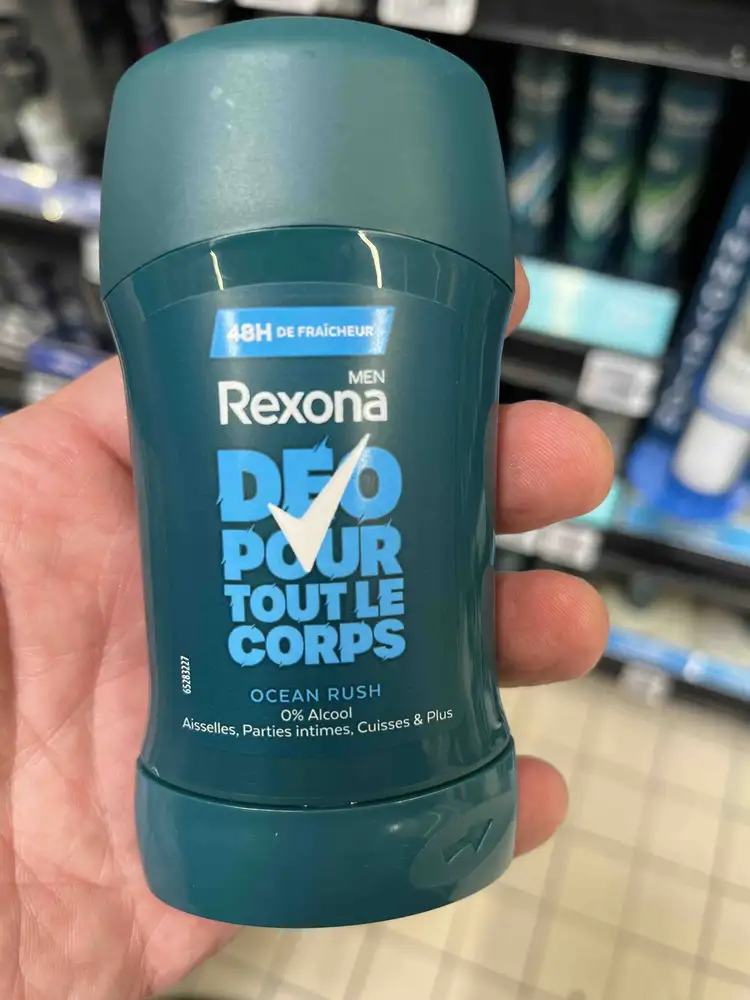 48H DE FRAÎCHEUR
MEN
Rexona
DÉO
POUR
TOUT LE
CORPS
OCEAN RUSH
0% Alcool
Aisselles, Parties intimes, Cuisses & Plus
65283227
INNOVATION